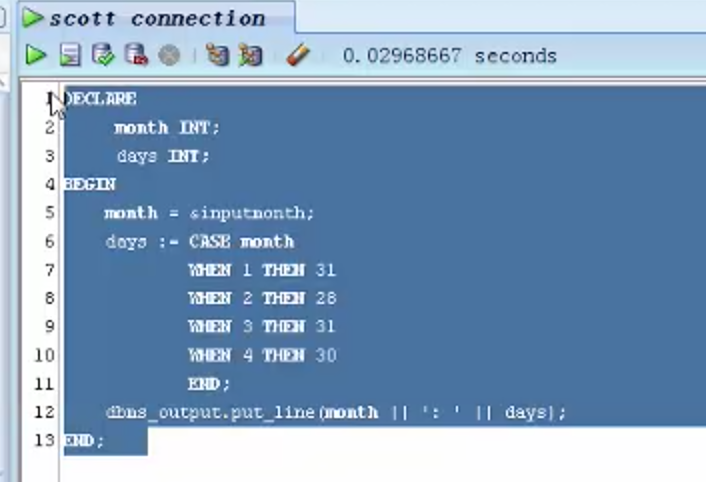 scott connection
0.02968667 seconds
1 DECLARE
2 month INT;
3 days INT;
4 BEGIN
5 month = &inputmonth;
6 days := CASE month
7 WHEN 1 THEN 31
8 WHEN 2 THEN 28
9 WHEN 3 THEN 31
10 WHEN 4 THEN 30
11 END;
12 dbms_output.put_line(month || ': ' || days);
13 END;